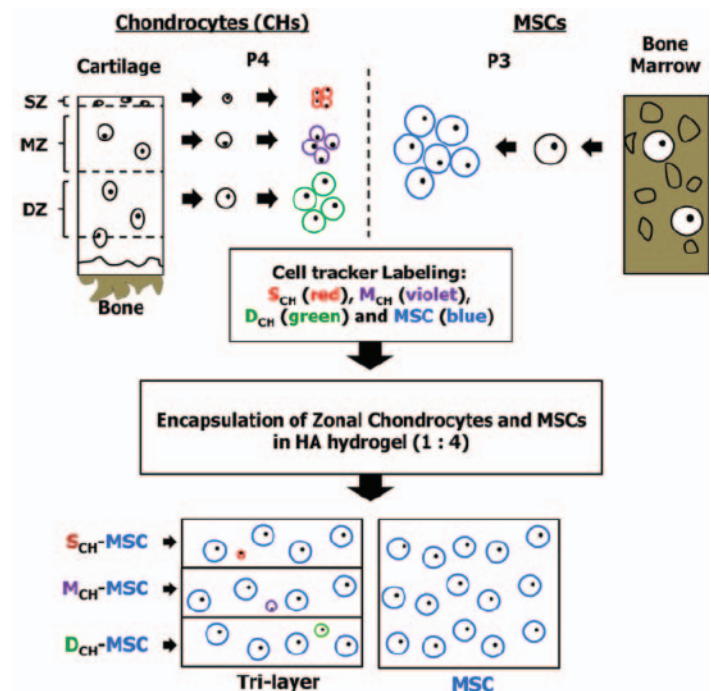 Chondrocytes (CHs)
MSCs
P4
P3
Cartilage
Bone
Marrow
SZ
MZ
DZ
Bone
Cell tracker Labeling:
SCH (red), MCH (violet),
DCH (green) and MSC (blue)
Encapsulation of Zonal Chondrocytes and MSCs
in HA hydrogel (1 : 4)
SCH-MSC
MCH-MSC
DCH-MSC
Tri-layer
MSC